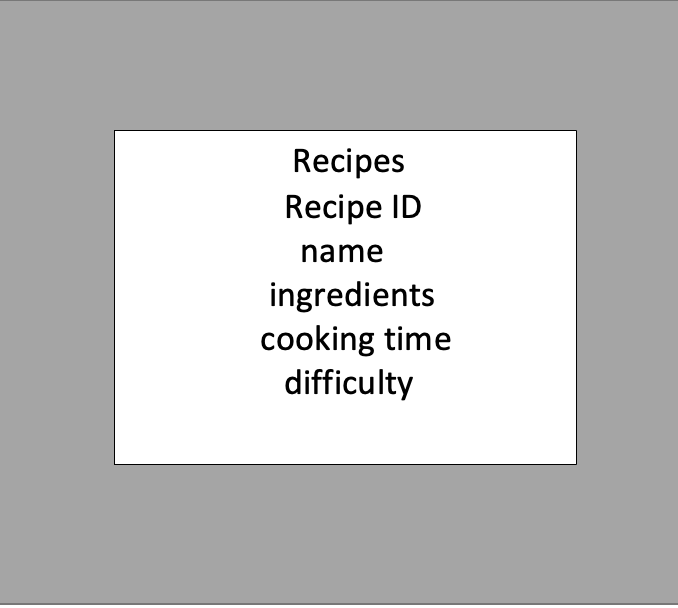 Recipes
Recipe ID
name
ingredients
cooking time
difficulty